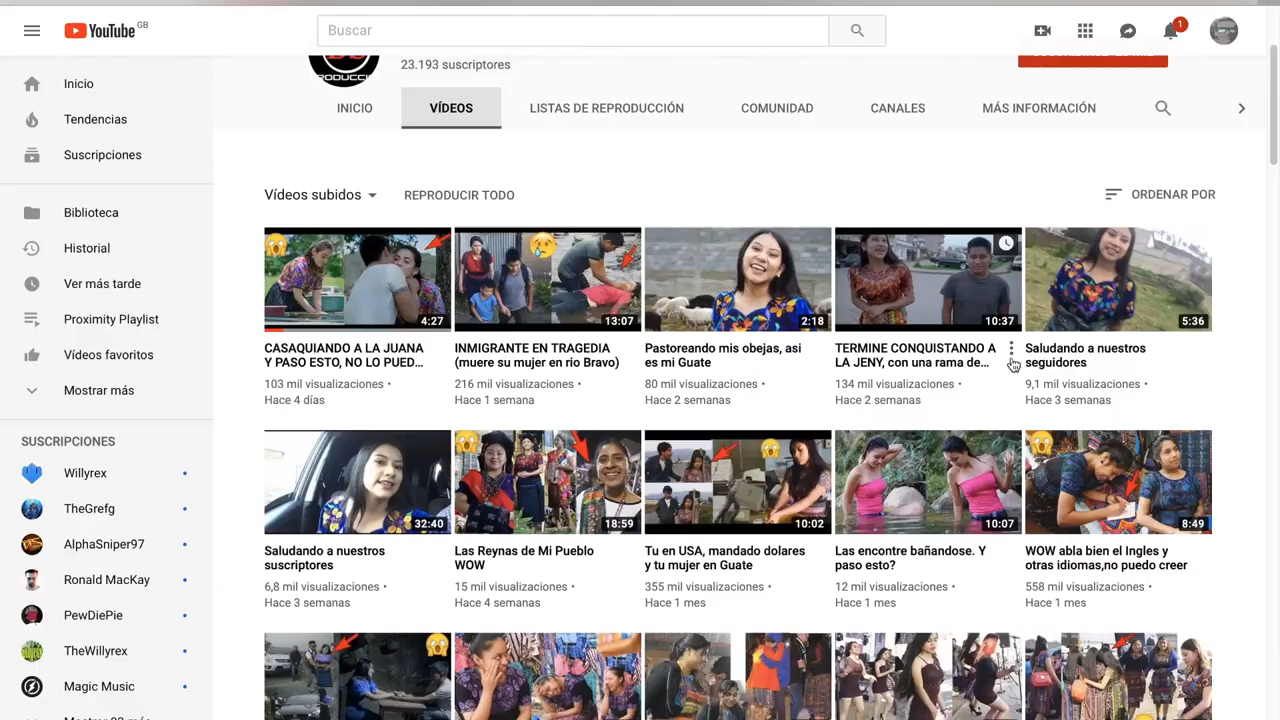 YouTube GB
Buscar
1
23.193 suscriptores
INICIO
VÍDEOS
LISTAS DE REPRODUCCIÓN
COMUNIDAD
CANALES
MÁS INFORMACIÓN
Inicio
Tendencias
Suscripciones
Biblioteca
Historial
Ver más tarde
Proximity Playlist
Vídeos favoritos
Mostrar más
SUSCRIPCIONES
Willyrex
TheGrefg
AlphaSniper97
Ronald MacKay
PewDiePie
TheWillyrex
Magic Music
Vídeos subidos
REPRODUCIR TODO
ORDENAR POR
4:27
13:07
2:18
10:37
5:36
CASAQUIANDO A LA JUANA
Y PASO ESTO, NO LO PUED...
103 mil visualizaciones •
Hace 4 días
INMIGRANTE EN TRAGEDIA
(muere su mujer en rio Bravo)
216 mil visualizaciones •
Hace 1 semana
Pastoreando mis obejas, asi
es mi Guate
80 mil visualizaciones •
Hace 2 semanas
TERMINE CONQUISTANDO A
LA JENY, con una rama de...
134 mil visualizaciones •
Hace 2 semanas
Saludando a nuestros
seguidores
9,1 mil visualizaciones •
Hace 3 semanas
32:40
18:59
10:02
10:07
8:49
Saludando a nuestros
suscriptores
6,8 mil visualizaciones •
Hace 3 semanas
Las Reynas de Mi Pueblo
WOW
15 mil visualizaciones •
Hace 4 semanas
Tu en USA, mandado dolares
y tu mujer en Guate
355 mil visualizaciones •
Hace 1 mes
Las encontre bañandose. Y
paso esto?
12 mil visualizaciones •
Hace 1 mes
WOW abla bien el Ingles y
otras idiomas,no puedo creer
558 mil visualizaciones •
Hace 1 mes